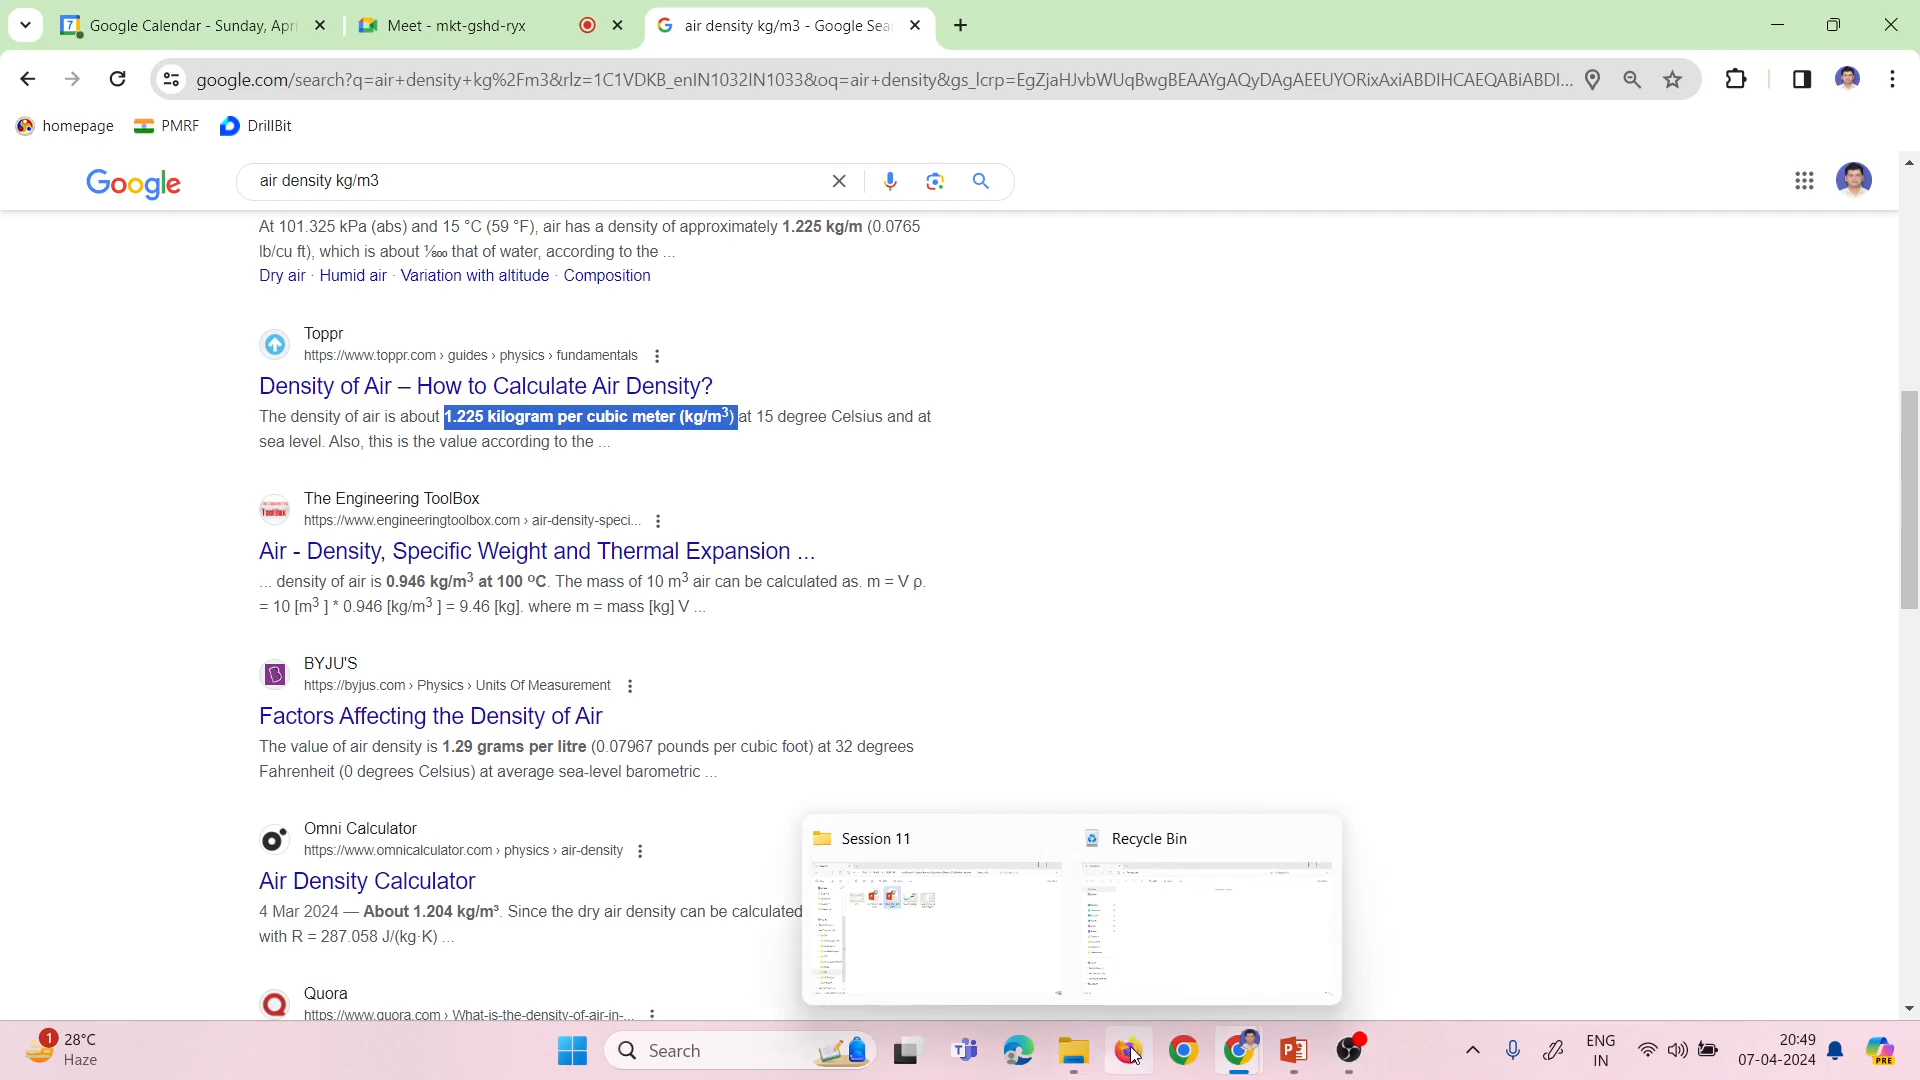 7 Google Calendar - Sunday, Apri
Meet - mkt-gshd-ryx
air density kg/m3 - Google Sea
google.com/search?q=air+density+kg%2Fm3&rlz=1C1VDKB_enIN1032IN1033&oq=air+density&gs_lcrp=EgZjaHJvbWUqBwgBEAAYgAQyDAgAEEUYORixAxiABDIHCAEQABiABDI...
homepage PMRF DrillBit
Google
air density kg/m3
At 101.325 kPa (abs) and 15 °C (59 °F), air has a density of approximately 1.225 kg/m (0.0765
lb/cu ft), which is about 1⁄800 that of water, according to the ...
Dry air · Humid air · Variation with altitude · Composition
Toppr
https://www.toppr.com › guides › physics › fundamentals
Density of Air – How to Calculate Air Density?
The density of air is about 1.225 kilogram per cubic meter (kg/m³) at 15 degree Celsius and at
sea level. Also, this is the value according to the ...
The Engineering ToolBox
https://www.engineeringtoolbox.com › air-density-speci...
Air - Density, Specific Weight and Thermal Expansion ...
... density of air is 0.946 kg/m³ at 100 ºC. The mass of 10 m³ air can be calculated as. m = V ρ.
= 10 [m³ ] * 0.946 [kg/m³ ] = 9.46 [kg]. where m = mass [kg] V ...
BYJU'S
https://byjus.com › Physics › Units Of Measurement
Factors Affecting the Density of Air
The value of air density is 1.29 grams per litre (0.07967 pounds per cubic foot) at 32 degrees
Fahrenheit (0 degrees Celsius) at average sea-level barometric ...
Omni Calculator
https://www.omnicalculator.com › physics › air-density
Air Density Calculator
4 Mar 2024 — About 1.204 kg/m³. Since the dry air density can be calculated
with R = 287.058 J/(kg·K) ...
Quora
https://www.quora.com › What-is-the-density-of-air-in-...
Session 11
Recycle Bin
1 28°C
Haze
Search
ENG
IN
20:49
07-04-2024
PRE